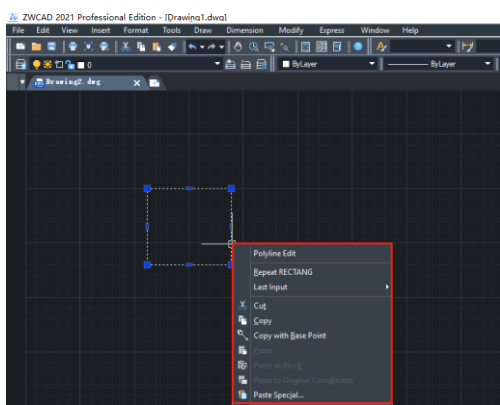 ZWCAD 2021 Professional Edition - [Drawing1.dwg]
File Edit View Insert Format Tools Draw Dimension Modify Express Window Help
0 ByLayer ByLayer
Drawing2.dwg
Polyline Edit
Repeat RECTANG
Last Input
Cut
Copy
Copy with Base Point
Paste
Paste as Block
Paste to Original Coordinates
Paste Special...